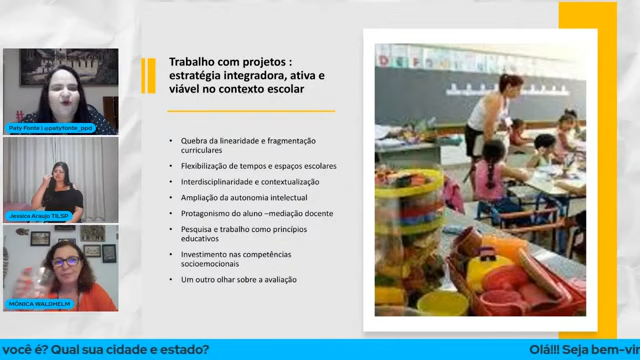 Trabalho com projetos :
estratégia integradora, ativa e
viável no contexto escolar
• Quebra da linearidade e fragmentação
curriculares
• Flexibilização de tempos e espaços escolares
• Interdisciplinaridade e contextualização
• Ampliação da autonomia intelectual
• Protagonismo do aluno –mediação docente
• Pesquisa e trabalho como princípios
educativos
• Investimento nas competências
socioemocionais
• Um outro olhar sobre a avaliação
Paty Fonte | @patyfonte_ppd
Jessica Araujo TILSP
MÔNICA WALDHELM
você é? Qual sua cidade e estado?
Olá!!! Seja bem-vir